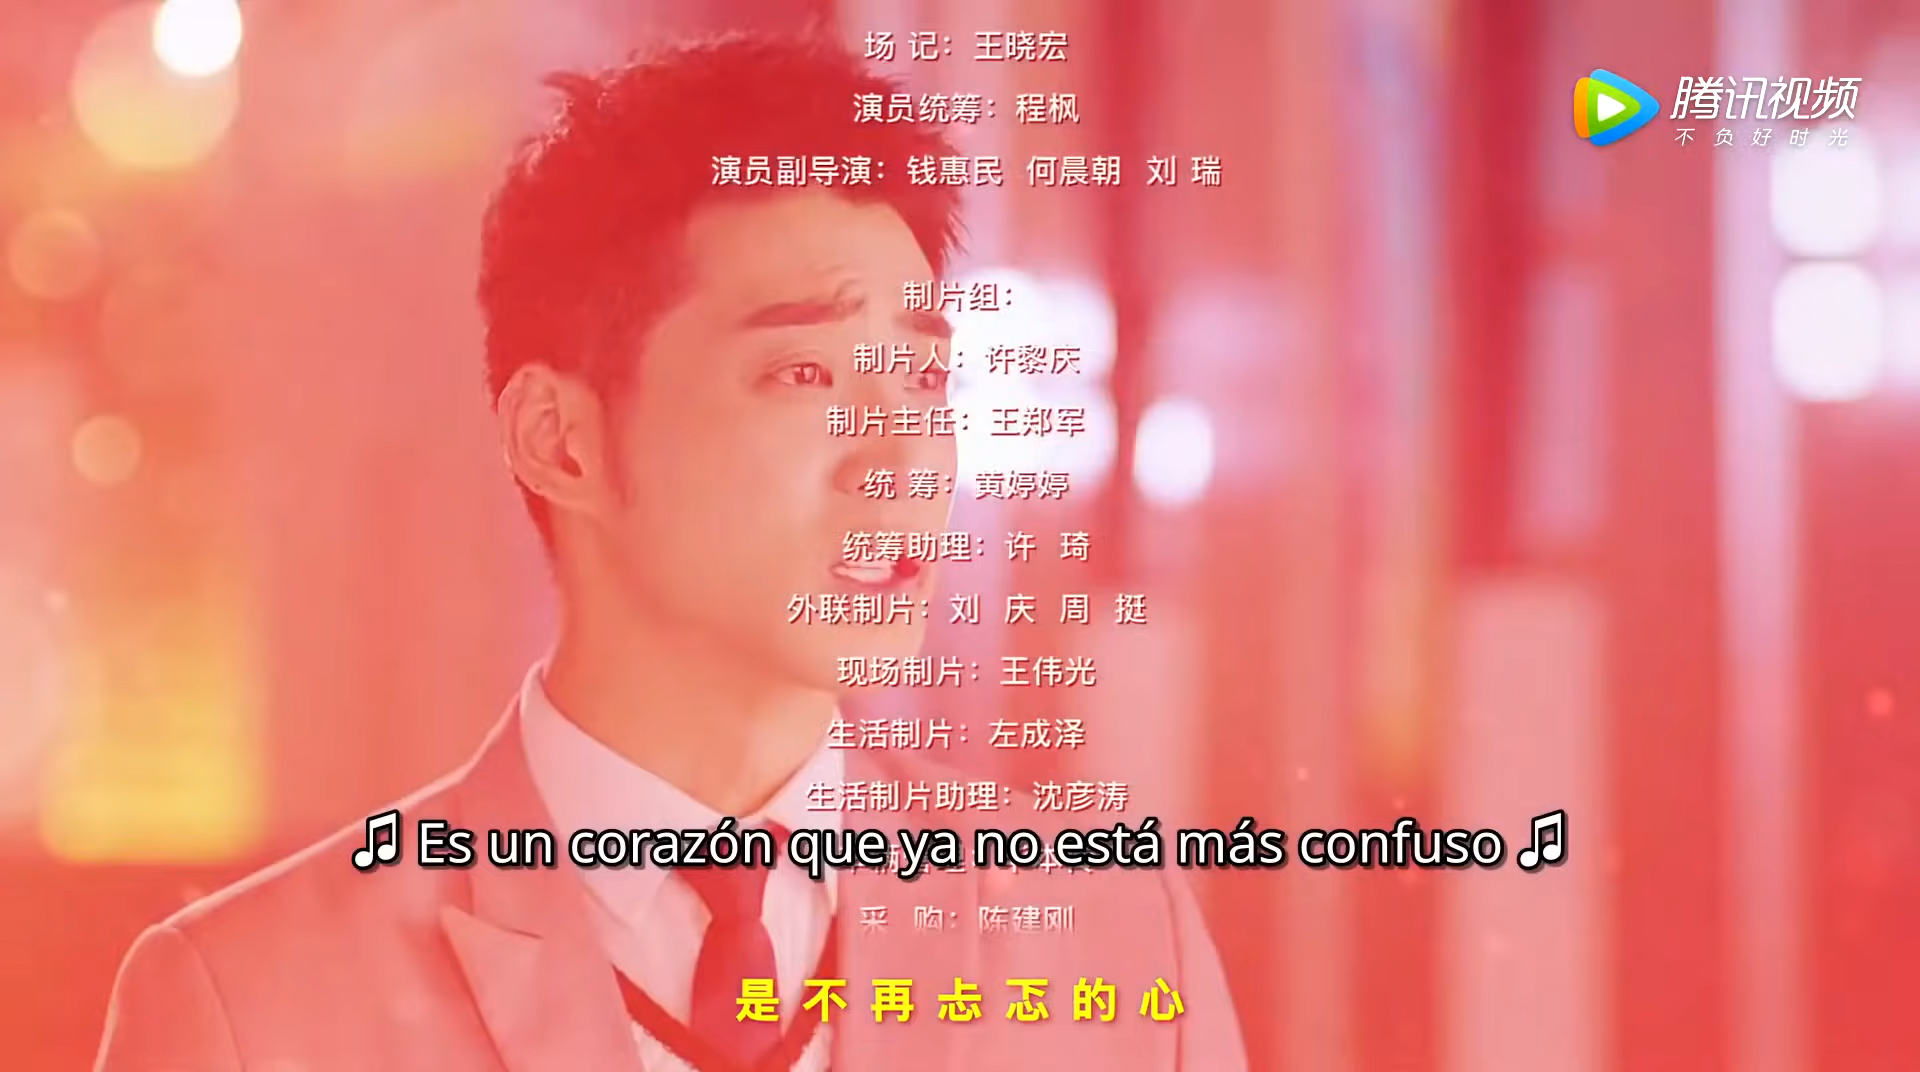 场 记：王晓宏
腾讯视频
演员统筹：程枫
不负好时光
演员副导演：钱惠民 何晨朝 刘 瑞
制片组：
制片人：许黎庆
制片主任：王郑军
统 筹：黄婷婷
统筹助理：许 琦
外联制片：刘 庆 周 挺
现场制片：王伟光
生活制片：左成泽
生活制片助理：沈彦涛
♫ Es un corazón que ya no está más confuso ♫
采 购：陈建刚
是不再忐忑的心